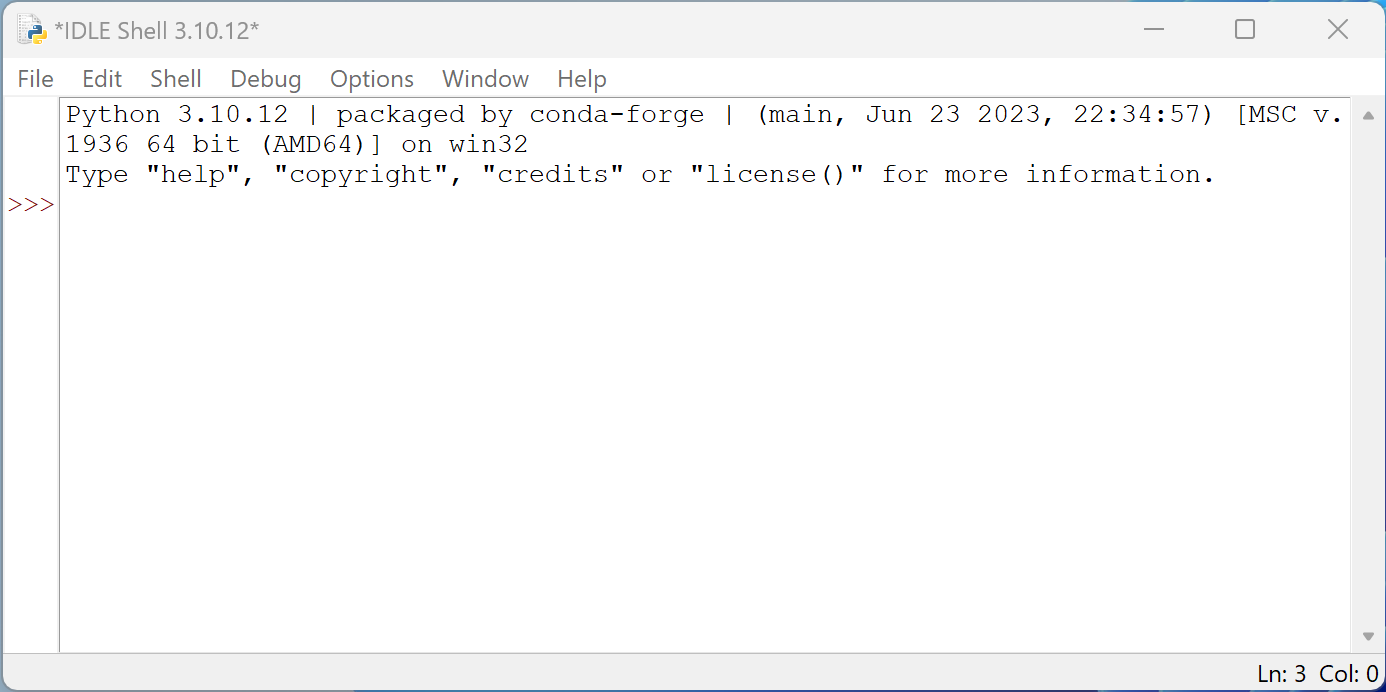 *IDLE Shell 3.10.12*
File Edit Shell Debug Options Window Help
Python 3.10.12 | packaged by conda-forge | (main, Jun 23 2023, 22:34:57) [MSC v.
1936 64 bit (AMD64)] on win32
Type "help", "copyright", "credits" or "license()" for more information.
>>>
Ln: 3 Col: 0